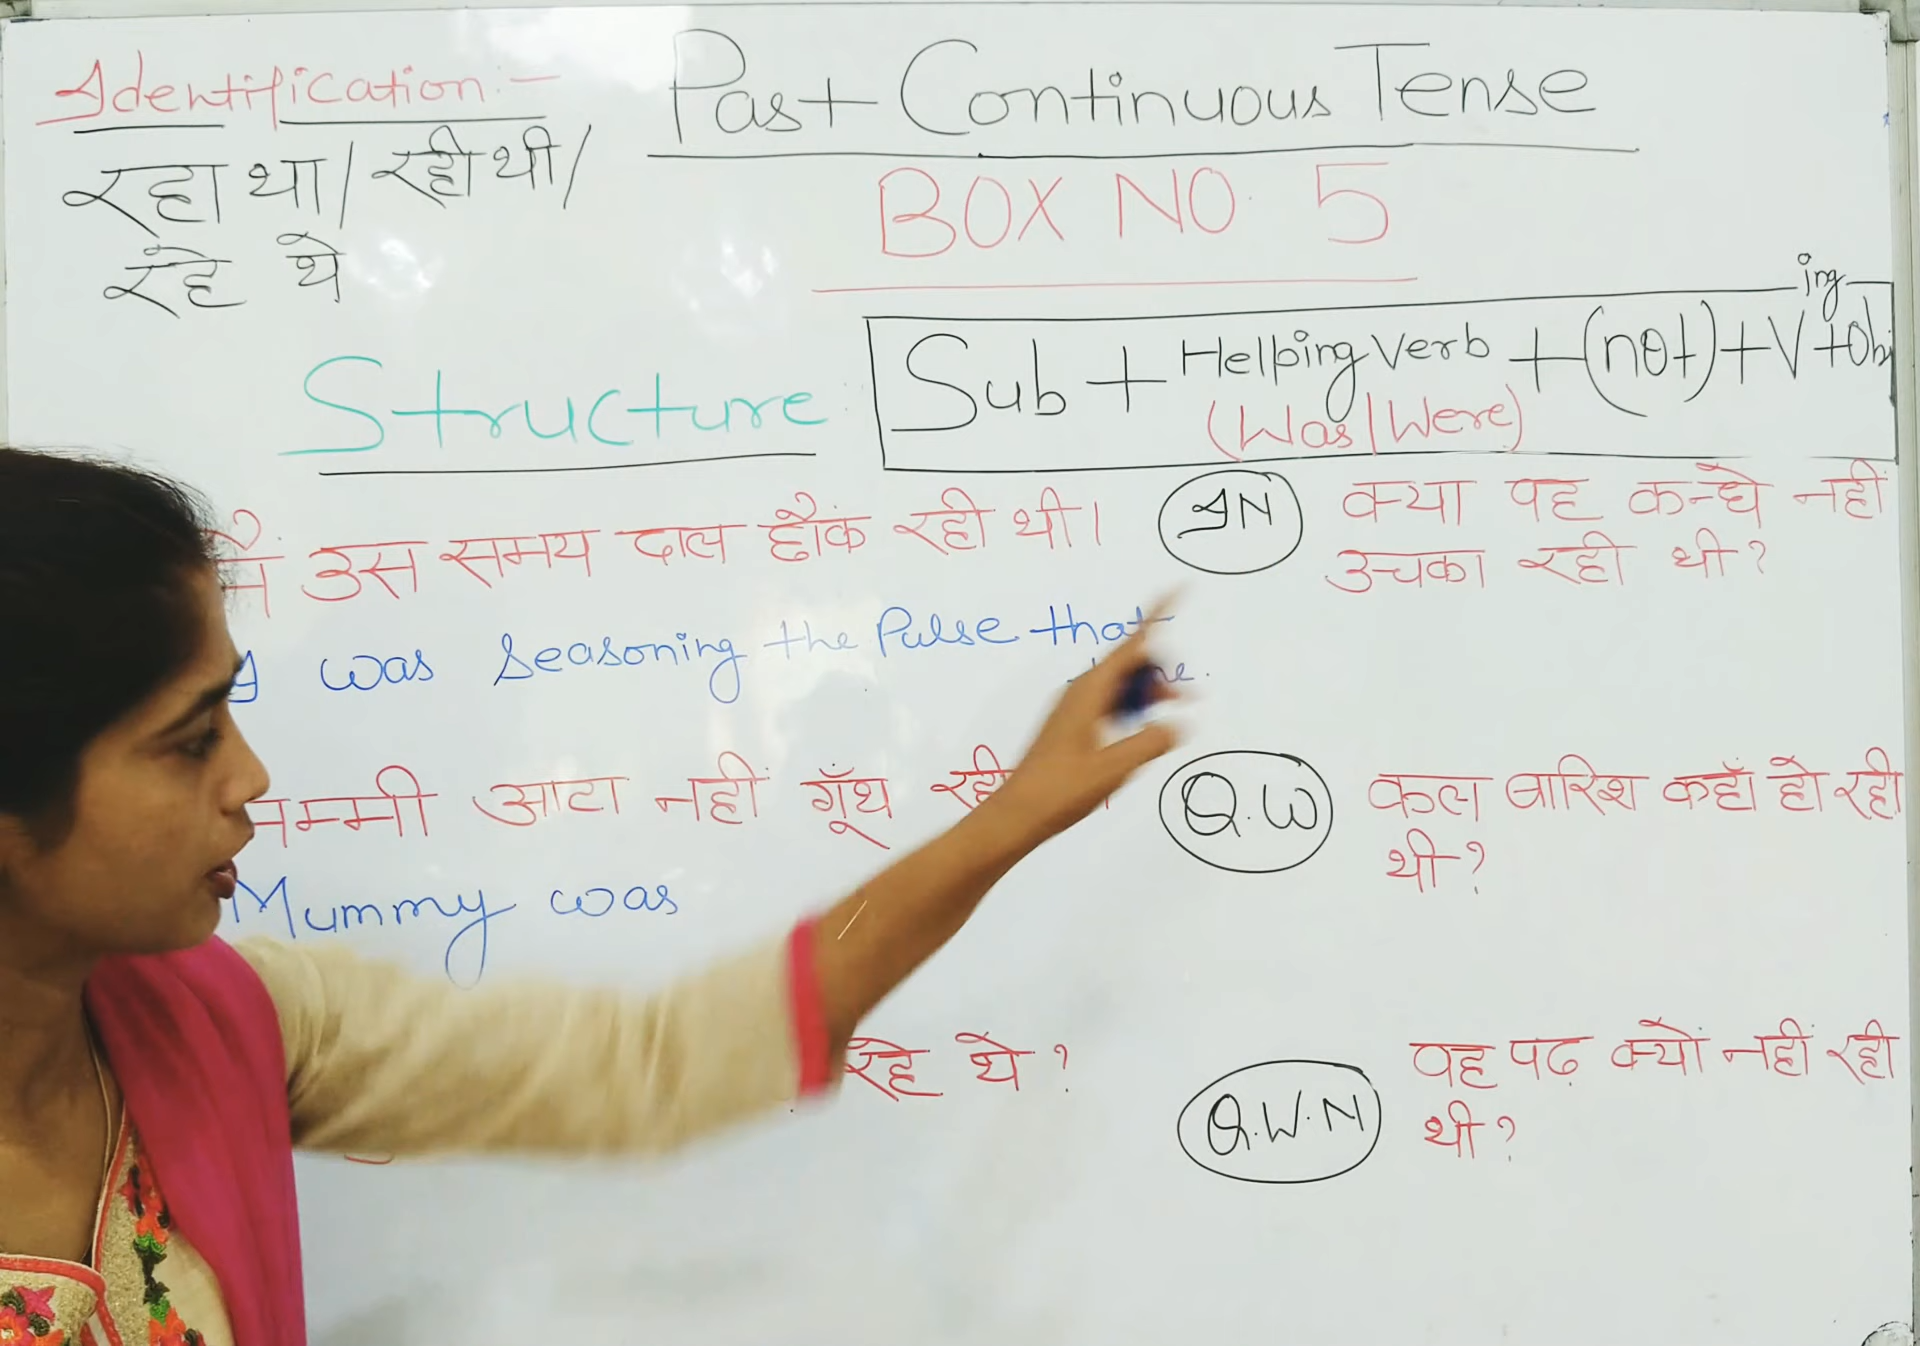 Identification:-
रहा था / रही थी /
रहे थे
Past Continuous Tense
BOX NO. 5
Structure
Sub + Helping Verb + (not) + V ing + Obj
(Was/Were)
मैं उस समय दाल छौंक रही थी।
I was seasoning the Pulse that
मम्मी आटा नहीं गूँथ रही
Mummy was
रहे थे?
IN क्या वह कन्धे नहीं
उचका रही थी?
Q.W कल बारिश कहाँ हो रही
थी?
Q.W.N वह पढ़ क्यों नहीं रही
थी?